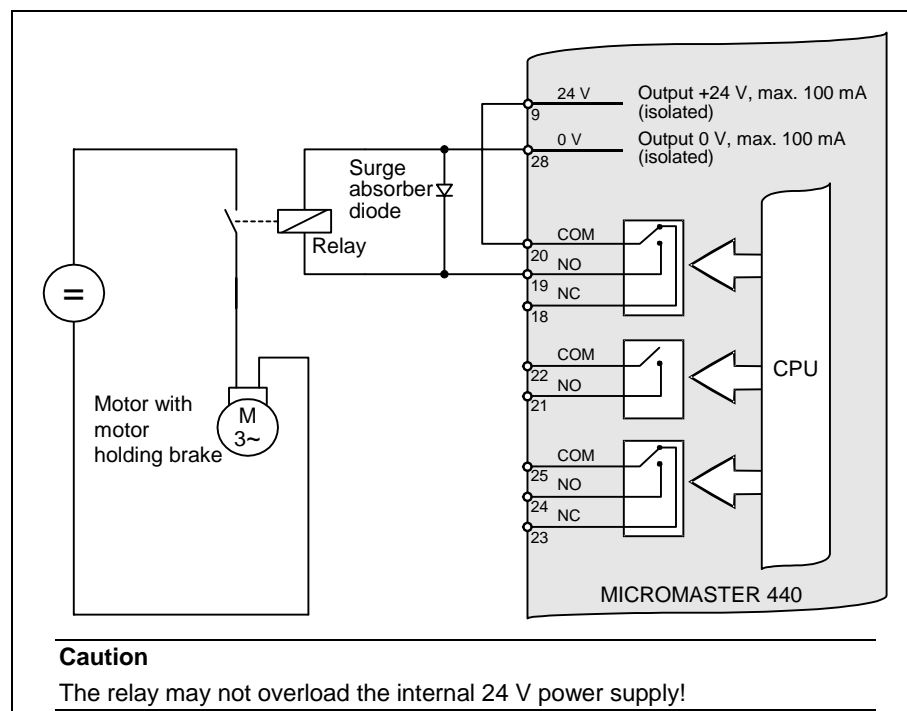 24 V
Output +24 V, max. 100 mA
(isolated)
9
0 V
Output 0 V, max. 100 mA
(isolated)
28
Surge
absorber
diode
Relay
COM
20
NO
19
NC
18
=
COM
22
NO
21
CPU
Motor with
motor
holding brake
M
3~
COM
25
NO
24
NC
23
MICROMASTER 440
Caution
The relay may not overload the internal 24 V power supply!